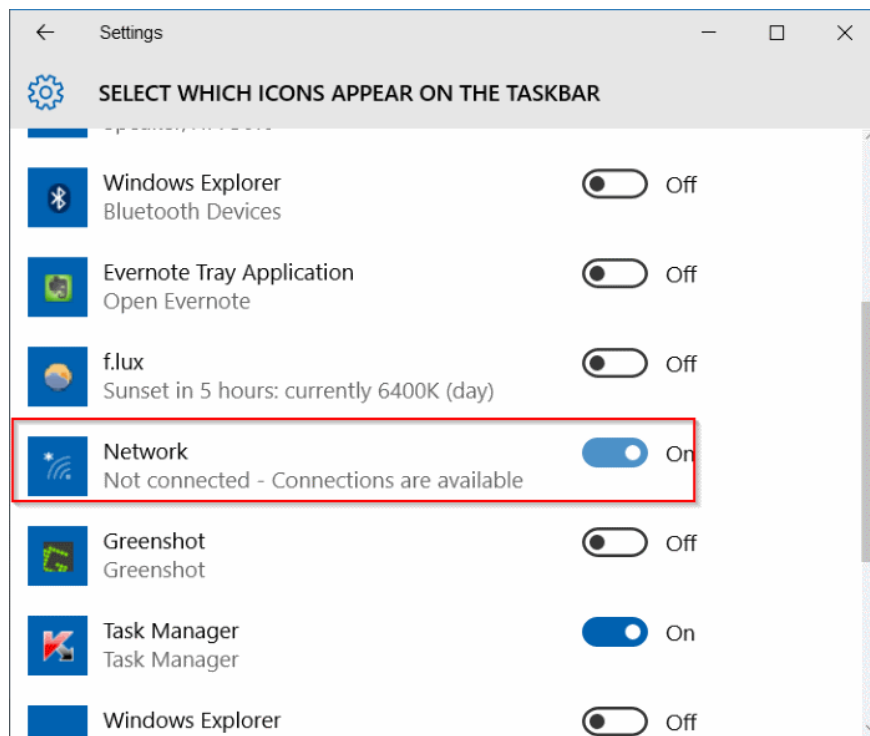 Settings
SELECT WHICH ICONS APPEAR ON THE TASKBAR
Windows Explorer
Off
Bluetooth Devices
Evernote Tray Application
Off
Open Evernote
f.lux
Off
Sunset in 5 hours: currently 6400K (day)
Network
On
Not connected - Connections are available
Greenshot
Off
Greenshot
Task Manager
On
Task Manager
Windows Explorer
Off